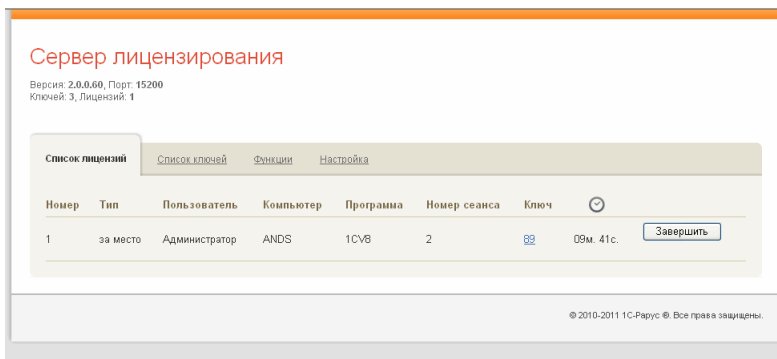 Сервер лицензирования
Версия: 2.0.0.60, Порт: 15200
Ключей: 3, Лицензий: 1
Список лицензий Список ключей Функции Настройка
Номер Тип Пользователь Компьютер Программа Номер сеанса Ключ
1 за место Администратор ANDS 1CV8 2 89 09м. 41с. Завершить
© 2010-2011 1С-Рарус ®. Все права защищены.